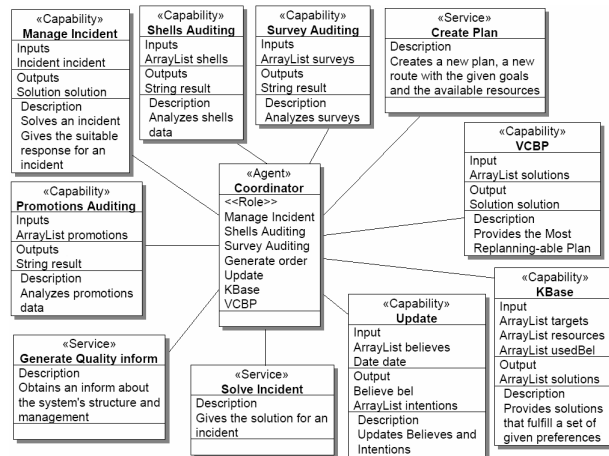 «Capability»
Manage Incident
Inputs
Incident incident
Outputs
Solution solution
Description
Solves an incident
Gives the suitable
response for an
incident
«Capability»
Shells Auditing
Inputs
ArrayList shells
Outputs
String result
Description
Analyzes shells
data
«Capability»
Survey Auditing
Inputs
ArrayList surveys
Outputs
String result
Description
Analizes surveys
«Service»
Create Plan
Description
Creates a new plan, a new
route with the given goals
and the available resources
«Capability»
VCBP
Input
ArrayList solutions
Output
Solution solution
Description
Provides the Most
Replanning-able Plan
«Agent»
Coordinator
<<Role>>
Manage Incident
Shells Auditing
Survey Auditing
Generate order
Update
KBase
VCBP
«Capability»
Promotions Auditing
Inputs
ArrayList promotions
Outputs
String result
Description
Analyzes promotions
data
«Capability»
KBase
Input
ArrayList targets
ArrayList resources
ArrayList usedBel
Output
ArrayList solutions
Description
Provides solutions
that fulfill a set of
given preferences
«Capability»
Update
Input
ArrayList believes
Date date
Output
Believe bel
ArrayList intentions
Description
Updates Believes and
Intentions
«Service»
Generate Quality inform
Description
Obtains an inform about
the system's structure and
management
«Service»
Solve Incident
Description
Gives the solution for an
incident